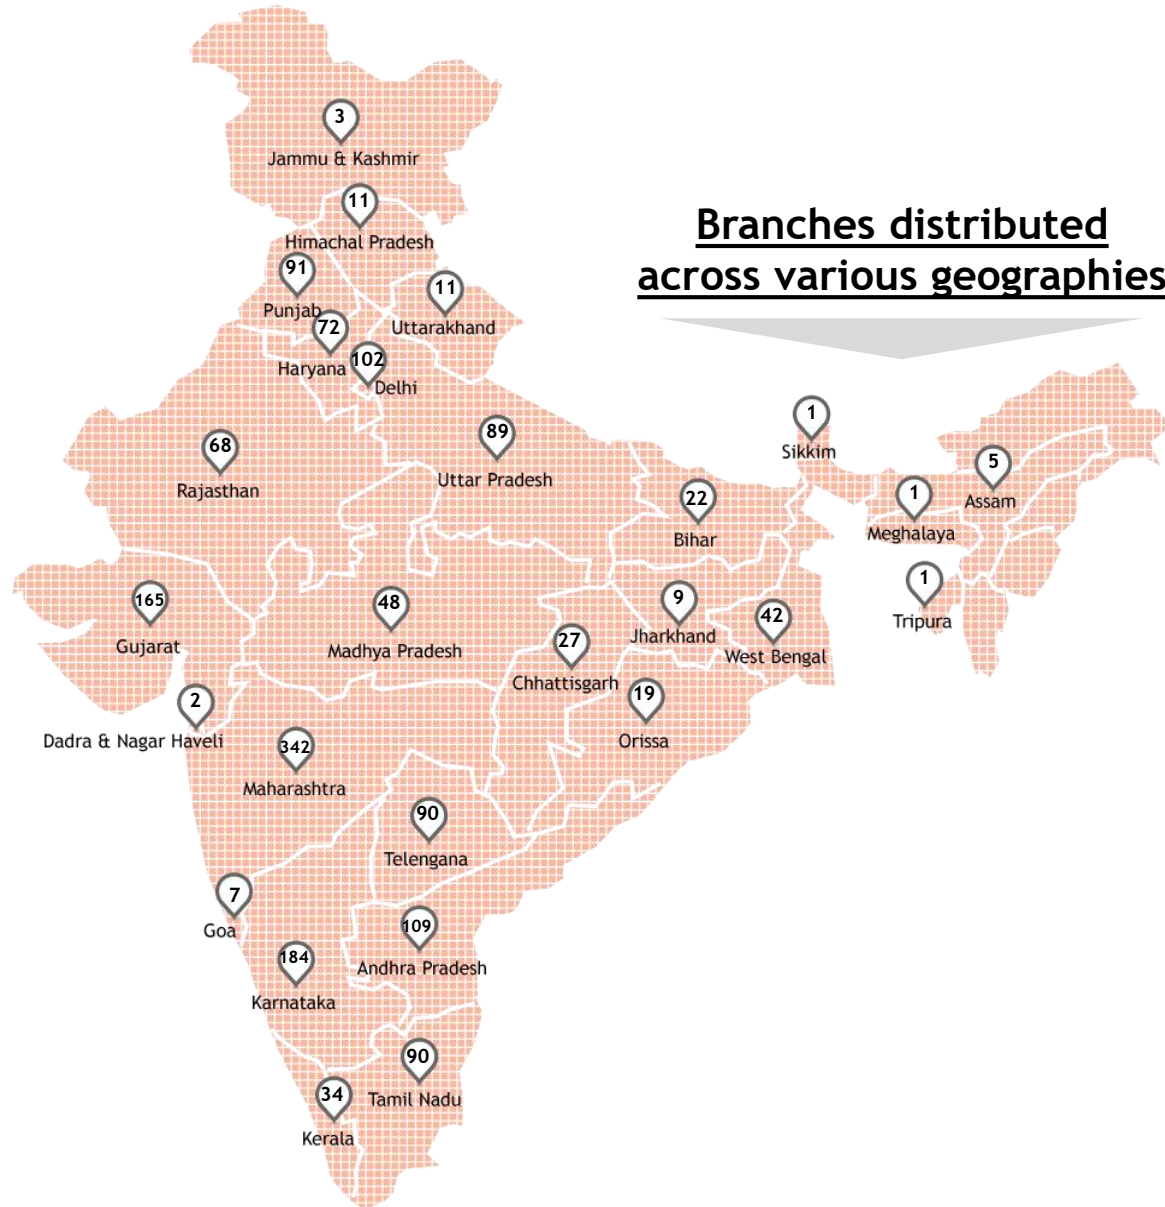 3
Jammu & Kashmir
11
Himachal Pradesh
Branches distributed
across various geographies
91
Punjab
11
Uttarakhand
72
Haryana
102
Delhi
1
Sikkim
89
Uttar Pradesh
68
Rajasthan
5
Assam
22
Bihar
1
Meghalaya
165
Gujarat
48
Madhya Pradesh
9
Jharkhand
42
West Bengal
1
Tripura
27
Chhattisgarh
19
Orissa
2
Dadra & Nagar Haveli
342
Maharashtra
90
Telengana
7
Goa
109
Andhra Pradesh
184
Karnataka
90
Tamil Nadu
34
Kerala